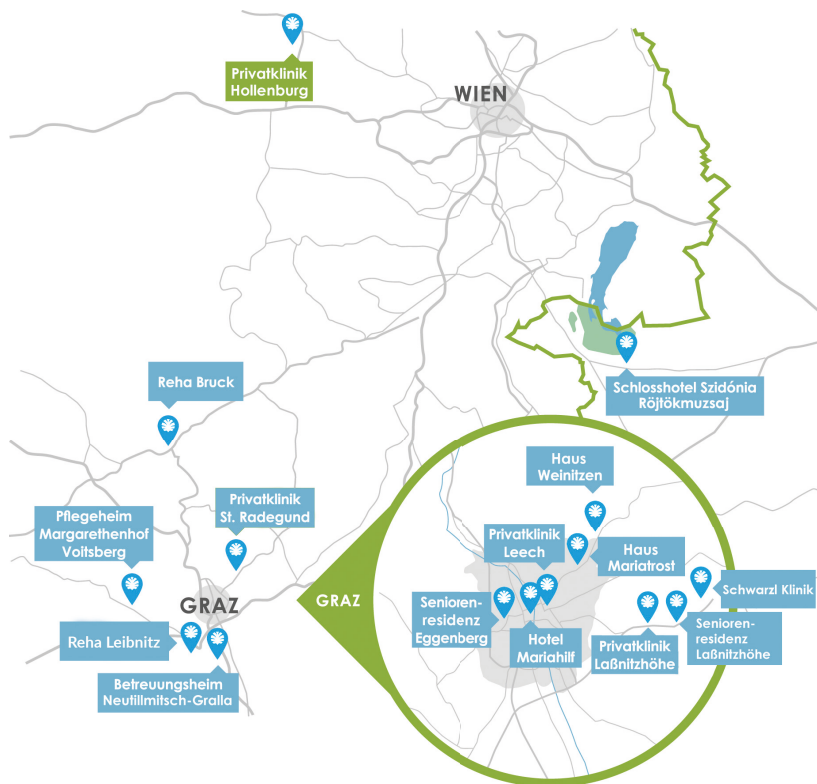 Privatklinik
Hollenburg
WIEN
Schlosshotel Szidónia
Röjtökmuzsaj
Reha Bruck
Privatklinik
St. Radegund
Pflegeheim
Margarethenhof
Voitsberg
GRAZ
Reha Leibnitz
Betreuungsheim
Neutillmitsch-Gralla
GRAZ
Haus
Weinitzen
Privatklinik
Leech
Haus
Mariatrost
Schwarzl Klinik
Senioren-
residenz
Eggenberg
Hotel
Mariahilf
Privatklinik
Laßnitzhöhe
Senioren-
residenz
Laßnitzhöhe